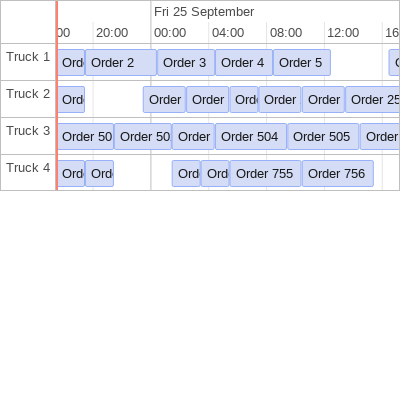 Fri 25 September
00 20:00 00:00 04:00 08:00 12:00 16
Truck 1 Ord Order 2 Order 3 Order 4 Order 5
Truck 2 Ord Order Order Ord Order Order Order 25
Truck 3 Order 50 Order 50 Order Order 504 Order 505 Order
Truck 4 Ord Ord Ord Ord Order 755 Order 756